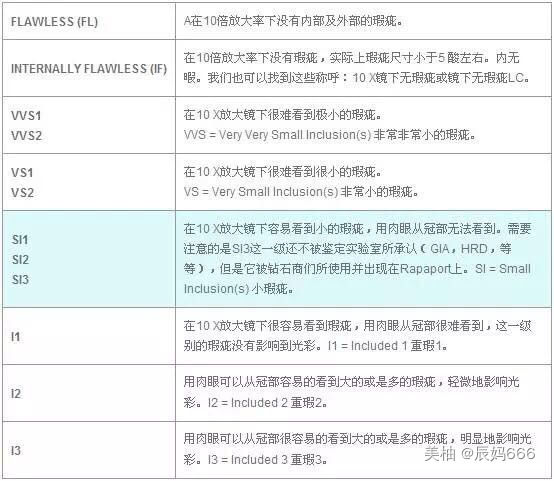 FLAWLESS (FL)
A在10倍放大率下没有内部及外部的瑕疵。
INTERNALLY FLAWLESS (IF)
在10倍放大率下没有瑕疵，实际上瑕疵尺寸小于5 酸左右。内无
暇。我们也可以找到这些称呼：10 X镜下无瑕疵或镜下无瑕疵LC。
VVS1
VVS2
在10 X放大镜下很难看到极小的瑕疵。
VVS = Very Very Small Inclusion(s) 非常非常小的瑕疵。
VS1
VS2
在10 X放大镜下很难看到很小的瑕疵。
VS = Very Small Inclusion(s) 非常小的瑕疵。
SI1
SI2
SI3
在10 X放大镜下容易看到小的瑕疵，用肉眼从冠部无法看到。需要
注意的是SI3这一级还不被鉴定实验室所承认（GIA，HRD，等
等），但是它被钻石商们所使用并出现在Rapaport上。SI = Small
Inclusion(s) 小瑕疵。
I1
在10 X放大镜下很容易看到瑕疵，用肉眼从冠部很难看到，这一级
别的瑕疵没有影响到光彩。I1 = Included 1 重瑕1。
I2
用肉眼可以从冠部容易的看到大的或是多的瑕疵，轻微地影响光
彩。I2 = Included 2 重瑕2。
I3
用肉眼可以从冠部很容易的看到大的或是多的瑕疵，明显地影响光
彩。I3 = Included 3 重瑕3。
美柚 @辰妈666